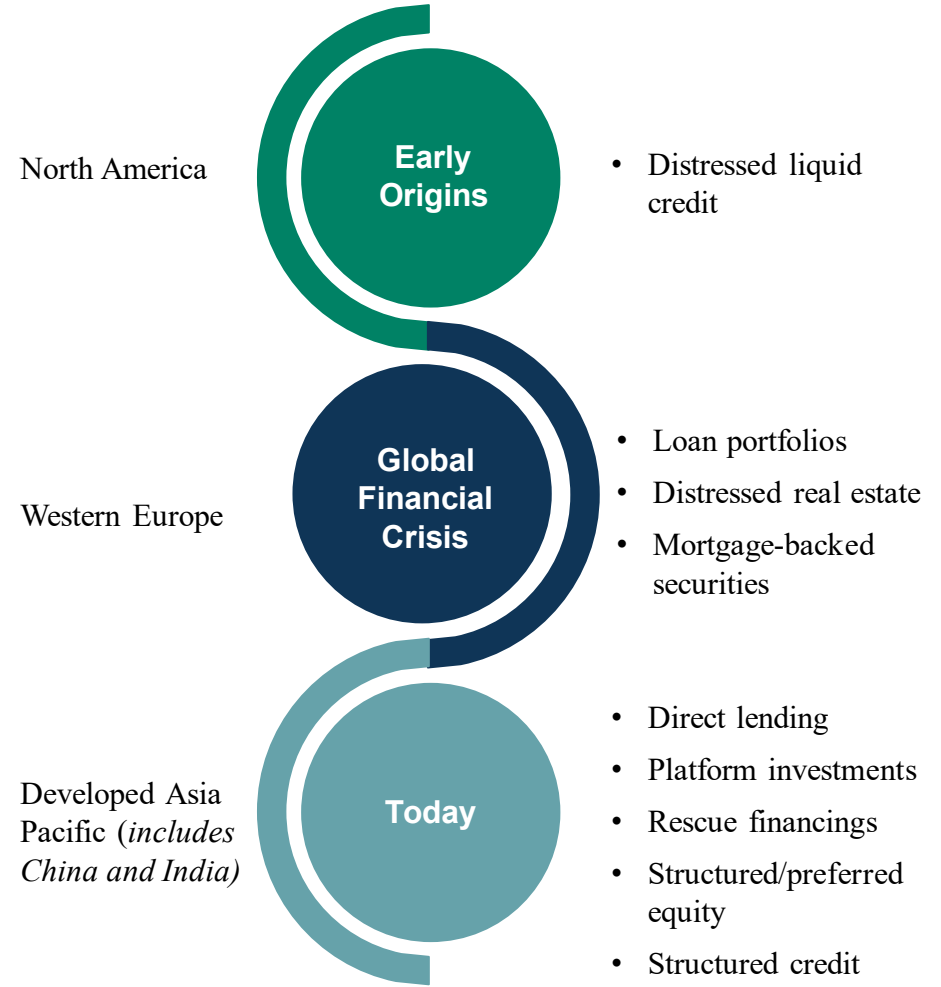 North America
Early
Origins
• Distressed liquid
credit
Western Europe
Global
Financial
Crisis
• Loan portfolios
• Distressed real estate
• Mortgage-backed
securities
Developed Asia
Pacific (includes
China and India)
Today
• Direct lending
• Platform investments
• Rescue financings
• Structured/preferred
equity
• Structured credit